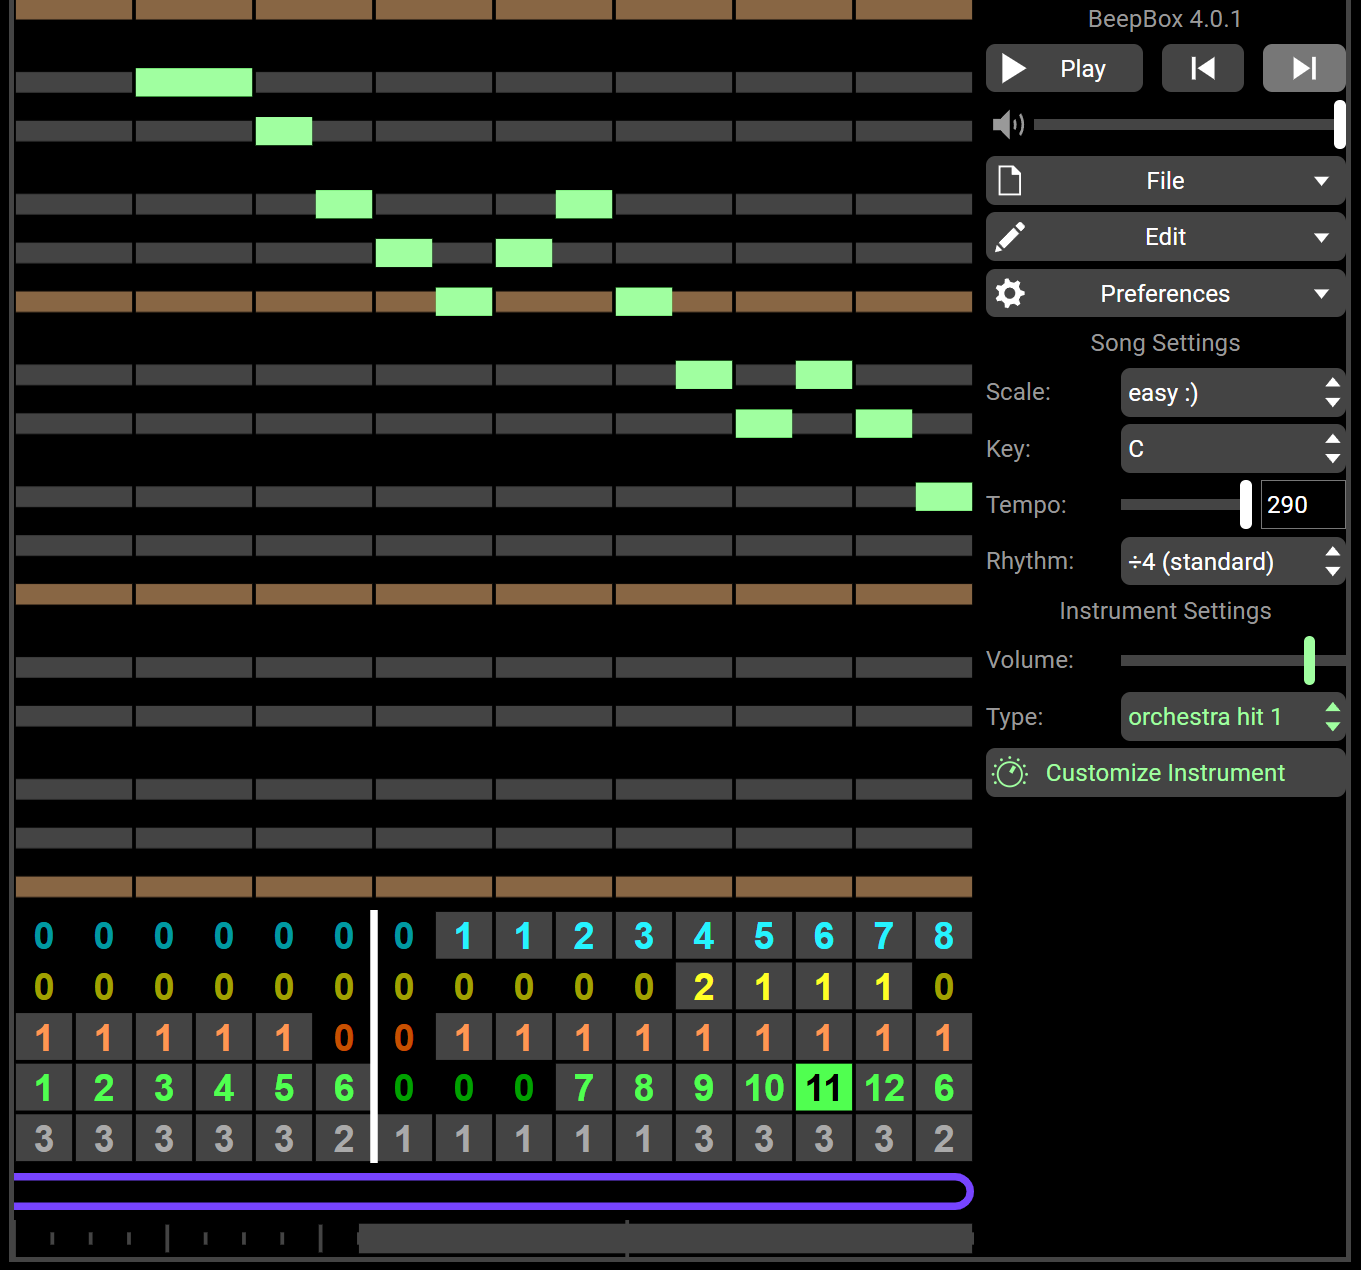 BeepBox 4.0.1
Play
File
Edit
Preferences
Song Settings
Scale: easy :)
Key: C
Tempo: 290
Rhythm: ÷4 (standard)
Instrument Settings
Volume:
Type: orchestra hit 1
Customize Instrument
0 0 0 0 0 0 0 1 1 2 3 4 5 6 7 8
0 0 0 0 0 0 0 0 0 0 0 2 1 1 1 0
1 1 1 1 1 0 0 1 1 1 1 1 1 1 1 1
1 2 3 4 5 6 0 0 0 7 8 9 10 11 12 6
3 3 3 3 3 2 1 1 1 1 1 3 3 3 3 2